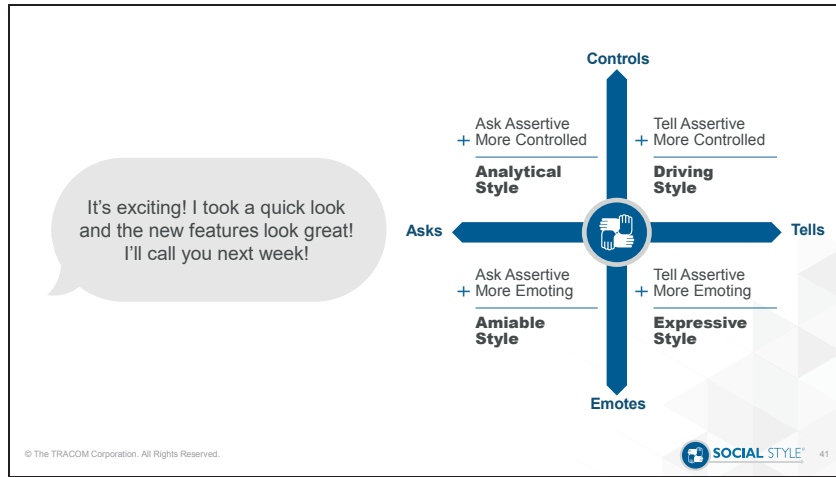 It's exciting! I took a quick look
and the new features look great!
I'll call you next week!
Controls
Ask Assertive
+ More Controlled
Analytical
Style
Tell Assertive
+ More Controlled
Driving
Style
Asks
Tells
Ask Assertive
+ More Emoting
Amiable
Style
Tell Assertive
+ More Emoting
Expressive
Style
Emotes
© The TRACOM Corporation. All Rights Reserved.
SOCIAL STYLE®
41